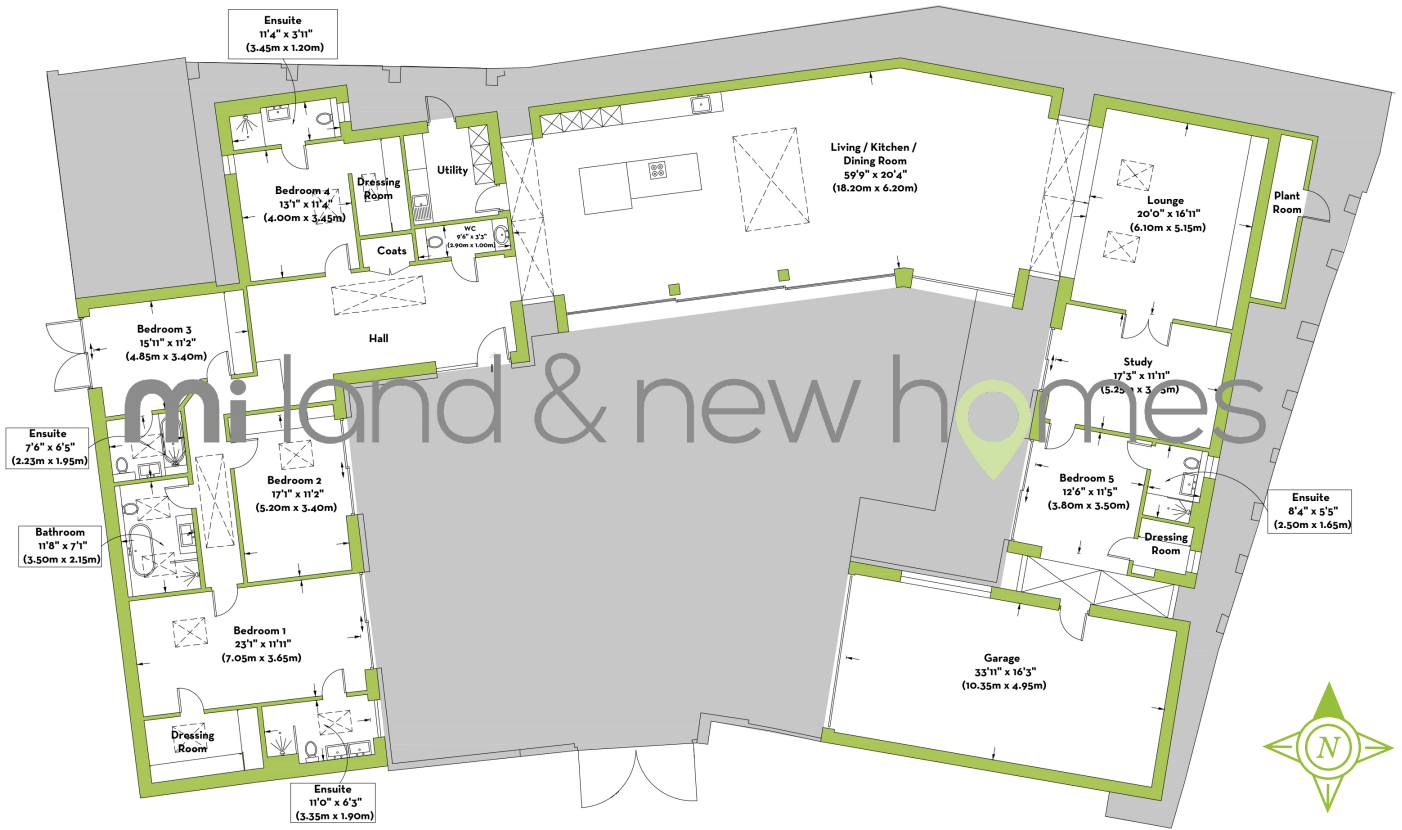 Ensuite
11'4" x 3'11"
(3.45m x 1.20m)
Living / Kitchen /
Dining Room
59'9" x 20'4"
(18.20m x 6.20m)
Utility
Bedroom 4
13'1" x 11'4"
(4.00m x 3.45m)
Dressing
Room
Lounge
20'0" x 16'11"
(6.10m x 5.15m)
Plant
Room
WC
9'6" x 3'3"
(2.90m x 1.00m)
Coats
Bedroom 3
15'11" x 11'2"
(4.85m x 3.40m)
Hall
Study
17'3" x 11'11"
mi land & new homes
Ensuite
7'6" x 6'5"
(2.23m x 1.95m)
Bedroom 2
17'1" x 11'2"
(5.20m x 3.40m)
Bedroom 5
12'6" x 11'5"
(3.80m x 3.50m)
Ensuite
8'4" x 5'5"
(2.50m x 1.65m)
Bathroom
11'8" x 7'1"
(3.50m x 2.15m)
Dressing
Room
Bedroom 1
23'1" x 11'11"
(7.05m x 3.65m)
Garage
33'11" x 16'3"
(10.35m x 4.95m)
Dressing
Room
N
Ensuite
11'0" x 6'3"
(3.35m x 1.90m)